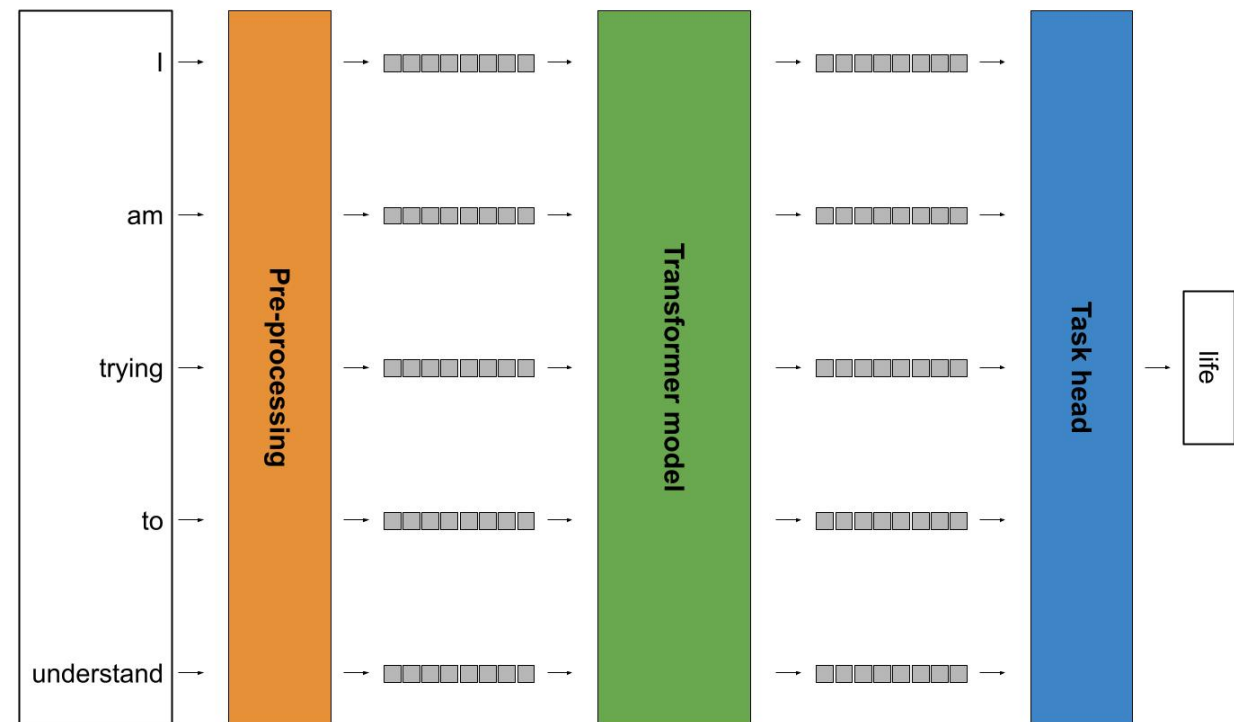 I
am
trying
to
understand
Pre-processing
Transformer model
Task head
life